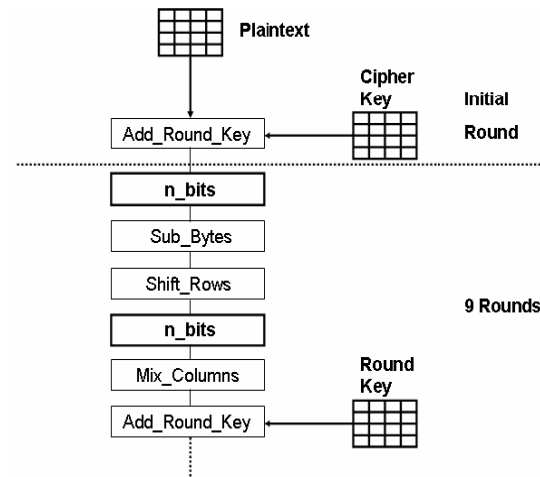 Plaintext
Cipher
Key
Initial
Add_Round_Key
Round
n_bits
Sub_Bytes
Shift_Rows
9 Rounds
n_bits
Mix_Columns
Round
Key
Add_Round_Key